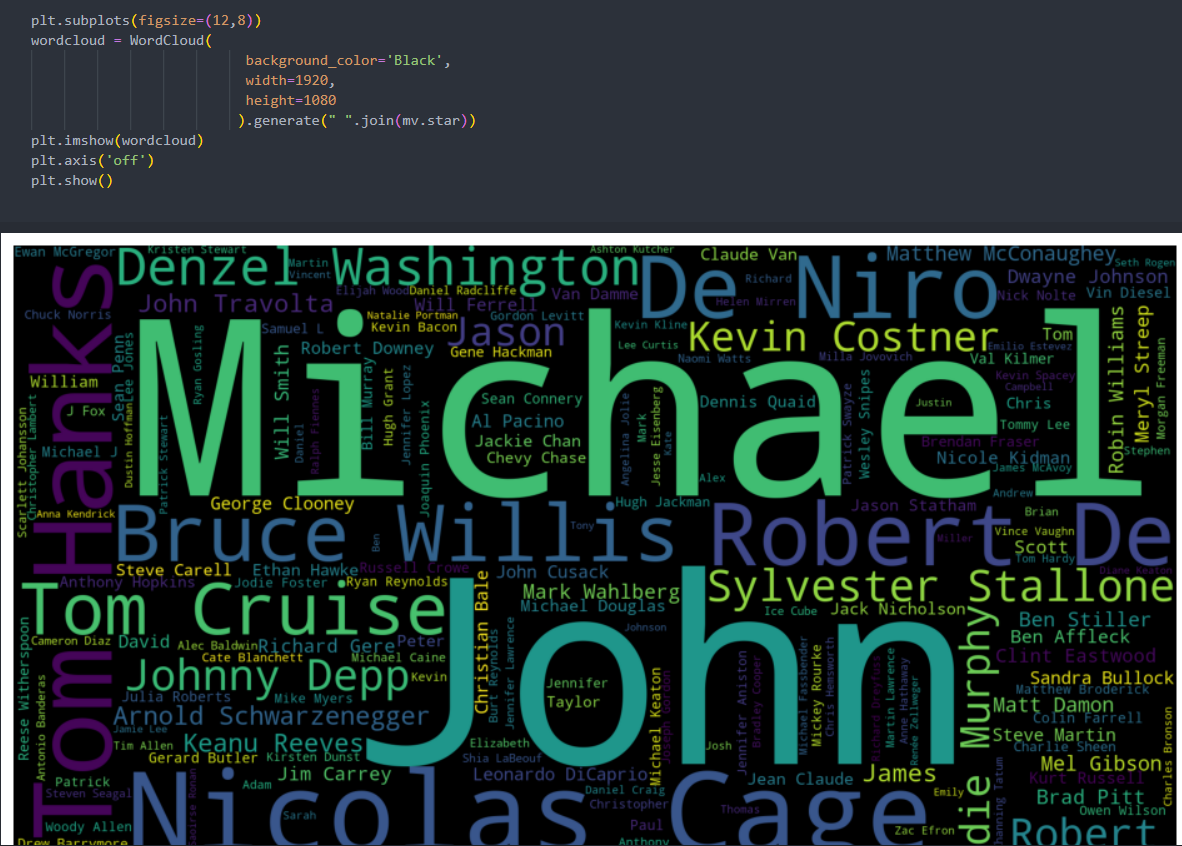 plt.subplots(figsize=(12,8))
wordcloud = WordCloud(
background_color='Black',
width=1920,
height=1080
).generate(" ".join(mv.star))
plt.imshow(wordcloud)
plt.axis('off')
plt.show()
Ewan McGregor
Kristen Stewart
Ashton Kutcher
Claude Van
Matthew McConaughey
Seth Rogen
Denzel Washington
Martin
Vincent
De Niro
Richard
Dwayne Johnson
Helen Mirren
Nick Nolte
Vin Diesel
Elijah Wood
Daniel Radcliffe
Van Damme
John Travolta
Will Ferrell
Chuck Norris
Natalie Portman
Gordon Levitt
Samuel L
Kevin Bacon
Jason
Kevin Kline
Kevin Costner
Tom
Emilio Estevez
Robert Downey
Gene Hackman
Lee Curtis
Naomi Watts
Milla Jovovich
Val Kilmer
Tom Hanks
Michael
Sean Penn
Lee Jones
Ryan Gosling
Will Smith
Bill Murray
Hugh Grant
Jennifer Lopez
Robin Williams
Meryl Streep
Morgan Freeman
William
J Fox
Kevin Spacey
Campbell
Sean Connery
Dennis Quaid
Justin
Chris
Al Pacino
Mark
Kate
Tommy Lee
Jackie Chan
Brendan Fraser
Chevy Chase
Nicole Kidman
Stephen
James McAvoy
Michael J
Scarlett Johansson
Christopher Lambert
Dustin Hoffman
Patrick Stewart
Daniel
Ralph Fiennes
Joaquin Phoenix
Angelina Jolie
Jesse Eisenberg
Patrick Swayze
Wesley Snipes
Alex
Andrew
George Clooney
Hugh Jackman
Jason Statham
Anna Kendrick
Brian
Bruce Willis
Tony
Robert De
Ben
Miller
Vince Vaughn
Scott
Tom Hardy
Steve Carell
Ethan Hawke
Russell Crowe
John Cusack
Diane Keaton
Anthony Hopkins
Jodie Foster
Ryan Reynolds
Mark Wahlberg
Sylvester Stallone
Tom Cruise
Michael Douglas
Ice Cube
Jack Nicholson
Christian Bale
John
Johnson
Ben Stiller
Ben Affleck
Cameron Diaz
David
Alec Baldwin
Richard Gere
Peter
Cate Blanchett
Michael Caine
Clint Eastwood
Johnny Depp
Kevin
Jennifer
Taylor
Sandra Bullock
Matthew Broderick
Julia Roberts
Mike Myers
Matt Damon
Arnold Schwarzenegger
Colin Farrell
Jamie Lee
Steve Martin
Tim Allen
Keanu Reeves
Elizabeth
Josh
Charlie Sheen
Gerard Butler
Kirsten Dunst
Shia LaBeouf
Mel Gibson
Reese Witherspoon
Antonio Banderas
Burt Reynolds
Jennifer Lawrence
Michael Keaton
Joseph Gordon
Jennifer Aniston
Bradley Cooper
Michael Fassbender
Mickey Rourke
Chris Hemsworth
Richard Dreyfuss
Martin Lawrence
Anne Hathaway
Renée Zellweger
Eddie Murphy
Charles Bronson
Patrick
Adam
Jim Carrey
Leonardo DiCaprio
Jean Claude
James
Kurt Russell
Steven Seagal
Daniel Craig
Emily
Brad Pitt
Nicolas Cage
Christopher
Thomas
Owen Wilson
Saoirse Ronan
Sarah
Channing Tatum
Woody Allen
Paul
Zac Efron
Robert
Drew Barrymore
Anthony